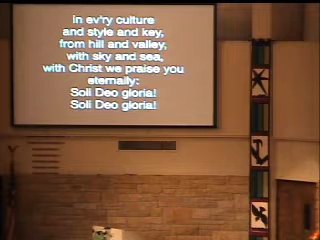 in ev'ry culture
and style and key,
from hill and valley,
with sky and sea,
with Christ we praise you
eternally:
Soli Deo gloria!
Soli Deo gloria!